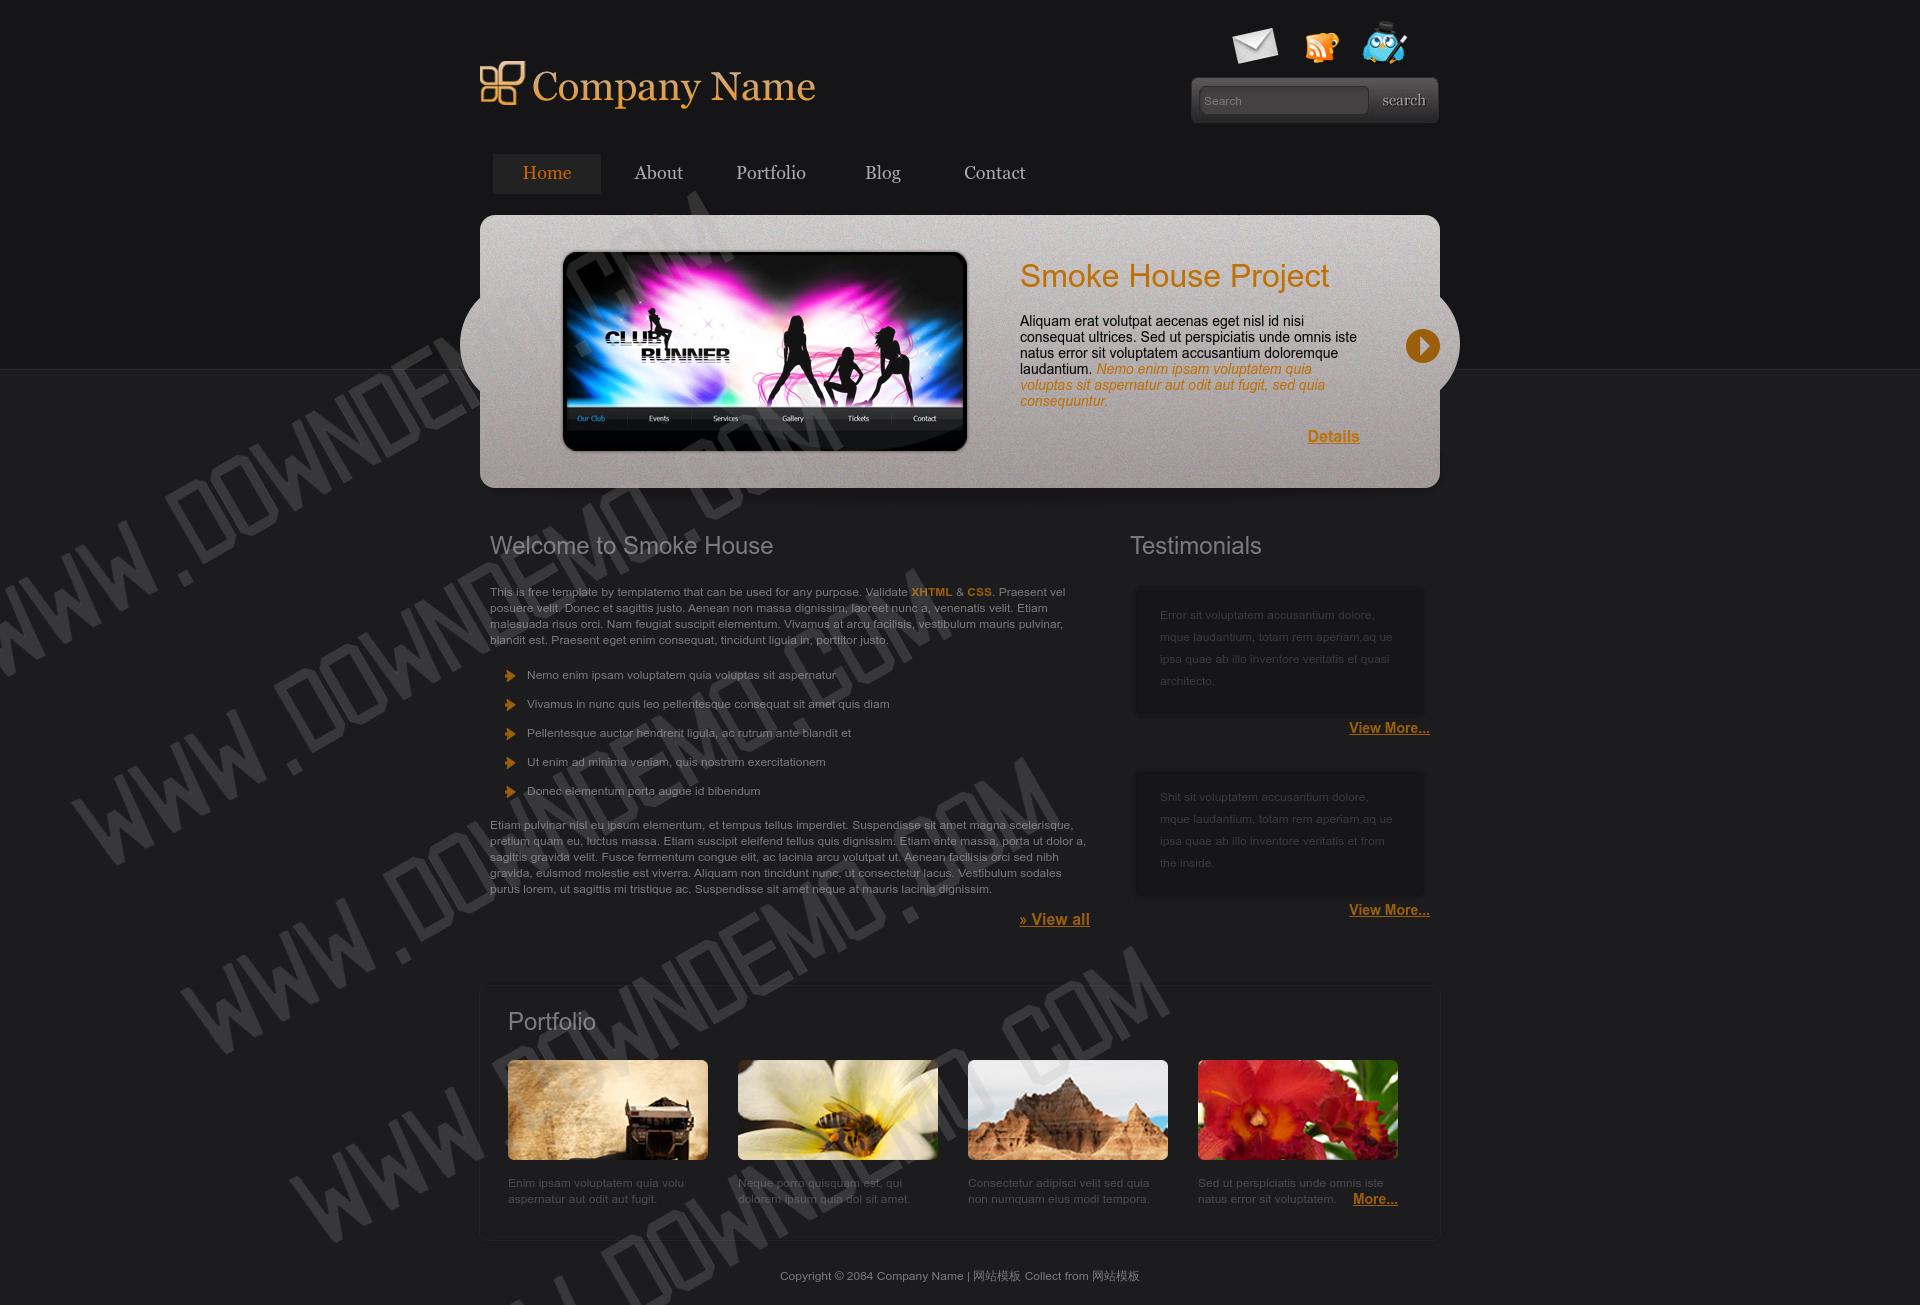 Company Name
Search
search
Home
About
Portfolio
Blog
Contact
CLUB
RUNNER
Our Club
Events
Services
Gallery
Tickets
Contact
Smoke House Project
Aliquam erat volutpat aecenas eget nisl id nisi
consequat ultrices. Sed ut perspiciatis unde omnis iste
natus error sit voluptatem accusantium doloremque
laudantium. Nemo enim ipsam voluptatem quia
voluptas sit aspernatur aut odit aut fugit, sed quia
consequuntur.
Details
Welcome to Smoke House
This is free template by templatemo that can be used for any purpose. Validate XHTML & CSS. Praesent vel
posuere velit. Donec et sagittis justo. Aenean non massa dignissim, laoreet nunc a, venenatis velit. Etiam
malesuada risus orci. Nam feugiat suscipit elementum. Vivamus at arcu facilisis, vestibulum mauris pulvinar,
blandit est. Praesent eget enim consequat, tincidunt ligula in, porttitor justo.
Nemo enim ipsam voluptatem quia voluptas sit aspernatur
Vivamus in nunc quis leo pellentesque consequat sit amet quis diam
Pellentesque auctor hendrerit ligula, ac rutrum ante blandit et
Ut enim ad minima veniam, quis nostrum exercitationem
Donec elementum porta augue id bibendum
Etiam pulvinar nisl eu ipsum elementum, et tempus tellus imperdiet. Suspendisse sit amet magna scelerisque,
pretium quam eu, luctus massa. Etiam suscipit eleifend tellus quis dignissim. Etiam ante massa, porta ut dolor a,
sagittis gravida velit. Fusce fermentum congue elit, ac lacinia arcu volutpat ut. Aenean facilisis orci sed nibh
gravida, euismod molestie est viverra. Aliquam non tincidunt nunc, ut consectetur lacus. Vestibulum sodales
purus lorem, ut sagittis mi tristique ac. Suspendisse sit amet neque at mauris lacinia dignissim.
» View all
Testimonials
Error sit voluptatem accusantium dolore,
mque laudantium, totam rem aperiam,aq ue
ipsa quae ab illo inventore veritatis et quasi
architecto.
View More...
Shit sit voluptatem accusantium dolore,
mque laudantium, totam rem aperiam,aq ue
ipsa quae ab illo inventore veritatis et from
the inside.
View More...
Portfolio
Enim ipsam voluptatem quia volu
aspernatur aut odit aut fugit.
Neque porro quisquam est, qui
dolorem ipsum quia dol sit amet.
Consectetur adipisci velit sed quia
non numquam eius modi tempora.
Sed ut perspiciatis unde omnis iste
natus error sit voluptatem.
More...
Copyright © 2084 Company Name | 网站模板 Collect from 网站模板
WWW.DOWNDEMO.COM
WWW.DOWNDEMO.COM
WWW.DOWNDEMO.COM
WWW.DOWNDEMO.COM
WWW.DOWNDEMO.COM